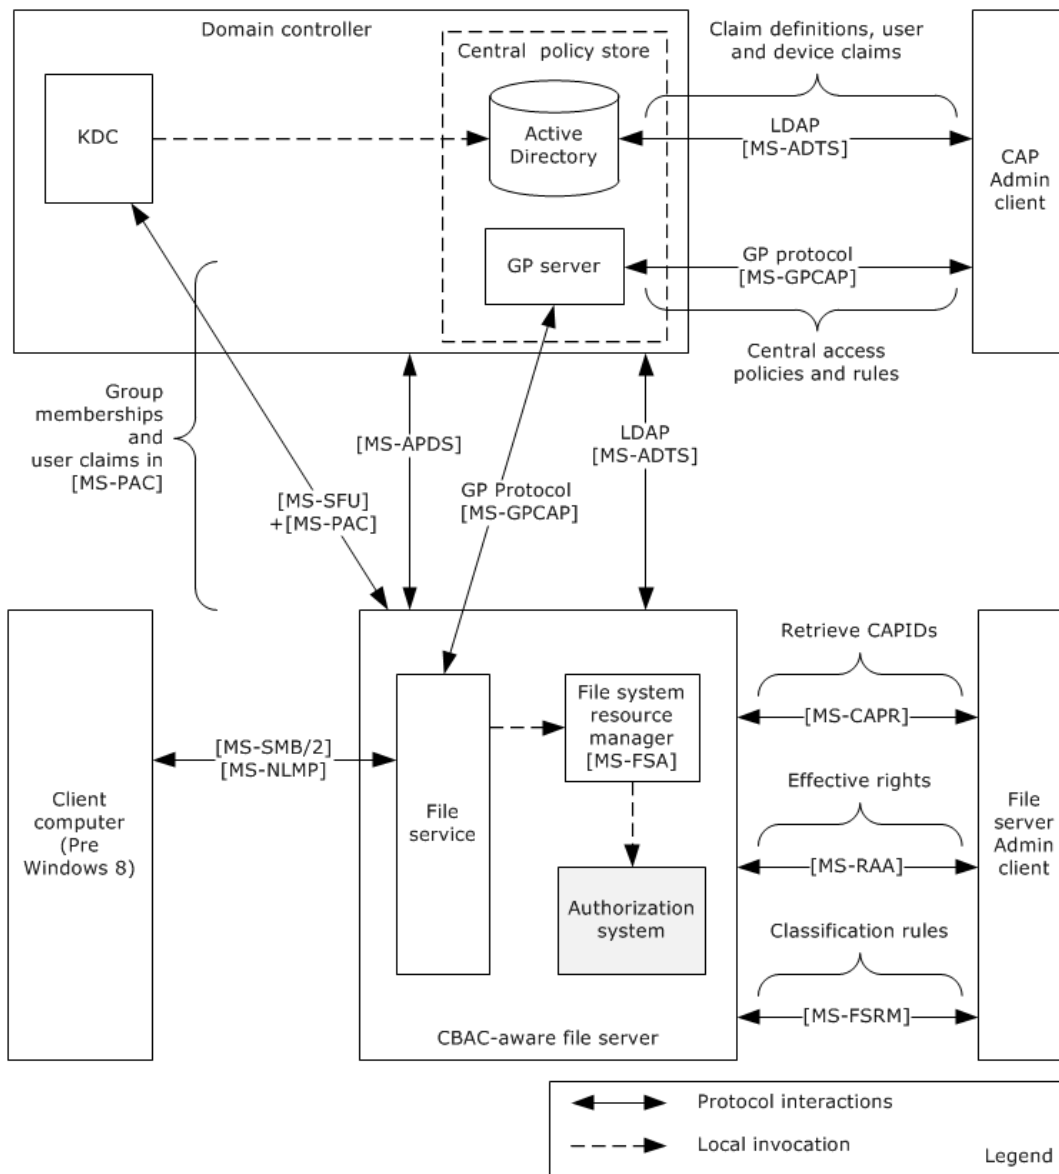 Domain controller
Central policy store
KDC
Active
Directory
GP server
Claim definitions, user
and device claims
LDAP
[MS-ADTS]
GP protocol
[MS-GPCAP]
Central access
policies and rules
CAP
Admin
client
Group
memberships
and
user claims in
[MS-PAC]
[MS-SFU]
+[MS-PAC]
[MS-APDS]
GP Protocol
[MS-GPCAP]
LDAP
[MS-ADTS]
Client
computer
(Pre
Windows 8)
[MS-SMB/2]
[MS-NLMP]
File
service
File system
resource
manager
[MS-FSA]
Authorization
system
CBAC-aware file server
Retrieve CAPIDs
[MS-CAPR]
Effective rights
[MS-RAA]
Classification rules
[MS-FSRM]
File
server
Admin
client
Protocol interactions
Local invocation
Legend